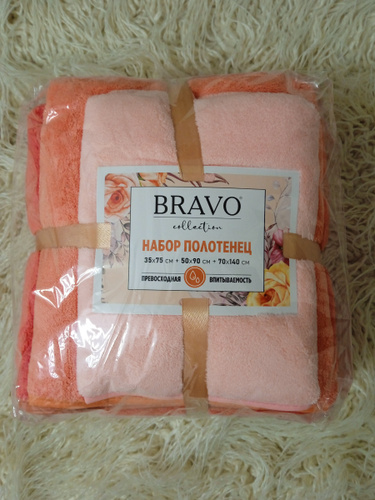 BRAVO®
collection
НАБОР ПОЛОТЕНЕЦ
35х75 СМ + 50х90 СМ + 70х140 СМ
ПРЕВОСХОДНАЯ ВПИТЫВАЕМОСТЬ